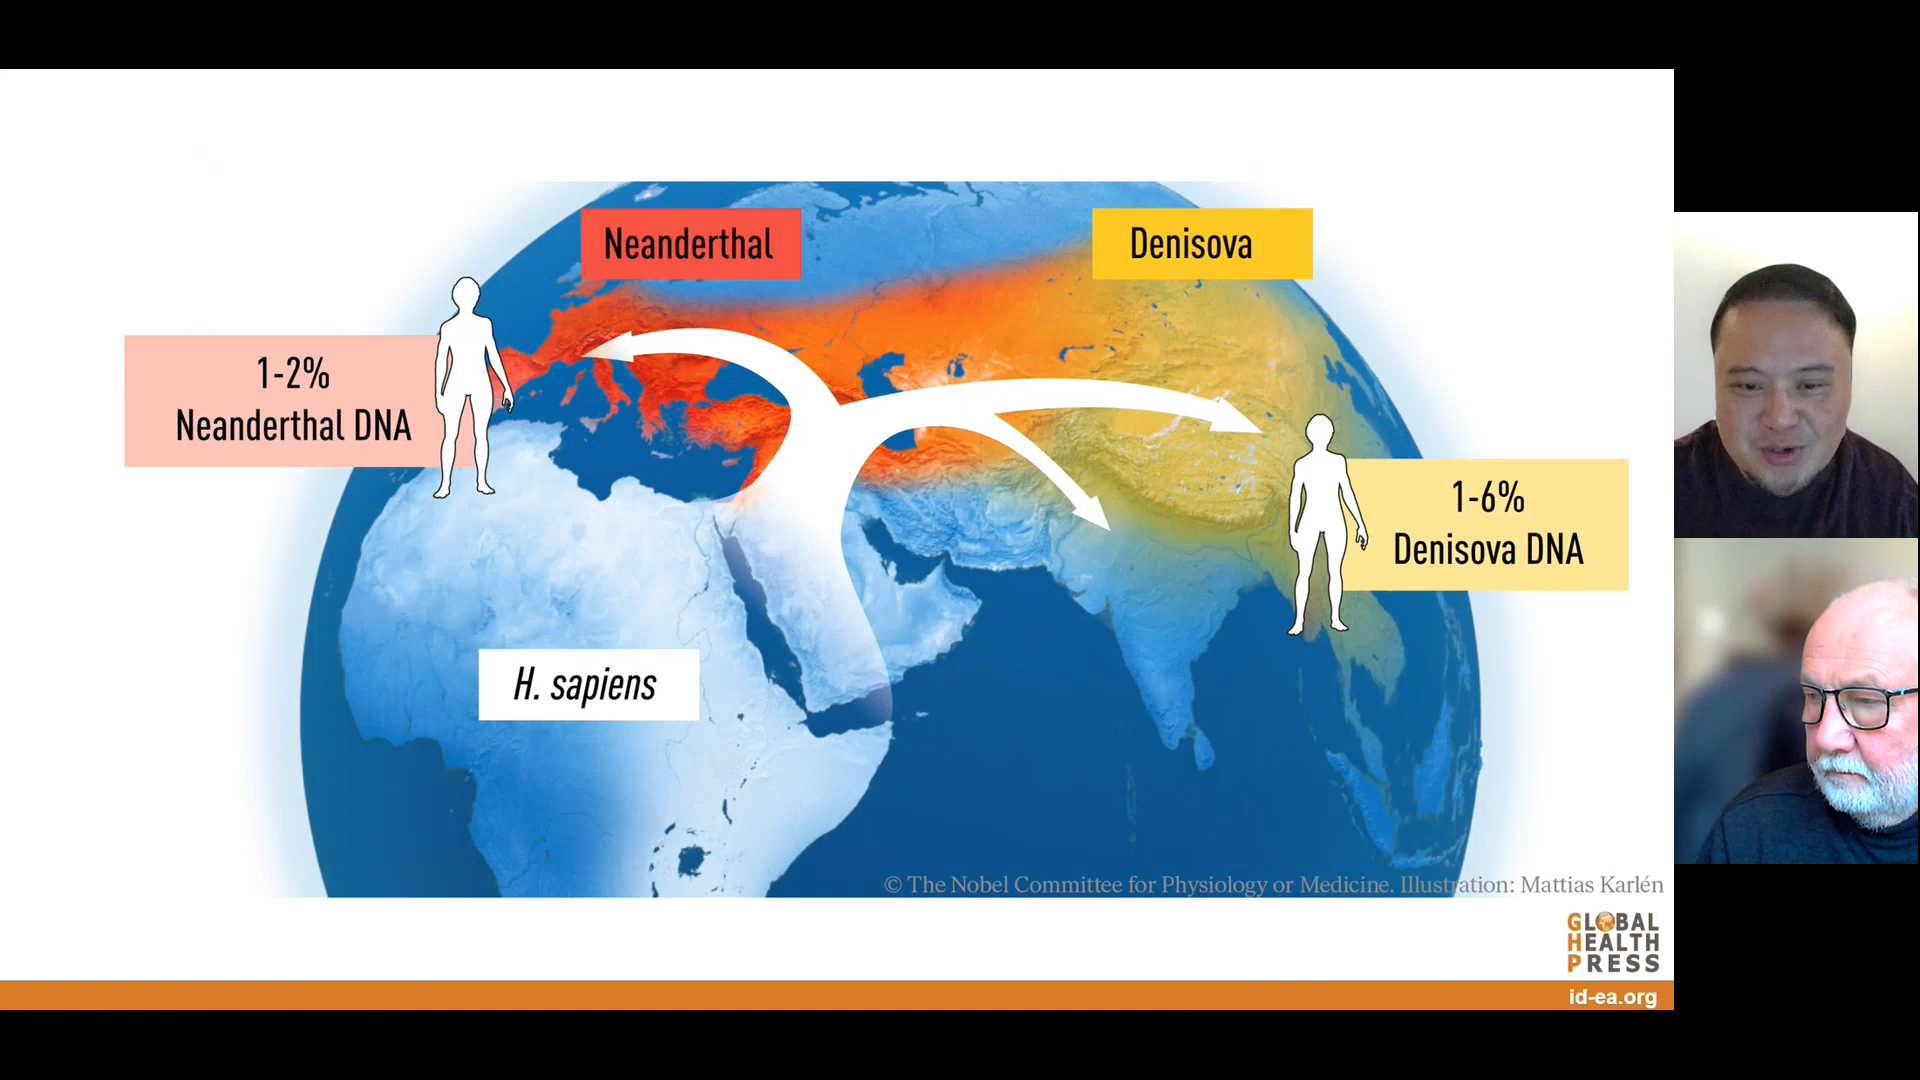 Neanderthal
Denisova
1-2%
Neanderthal DNA
1-6%
Denisova DNA
H. sapiens
© The Nobel Committee for Physiology or Medicine. Illustration: Mattias Karlén
GLOBAL
HEALTH
PRESS
id-ea.org